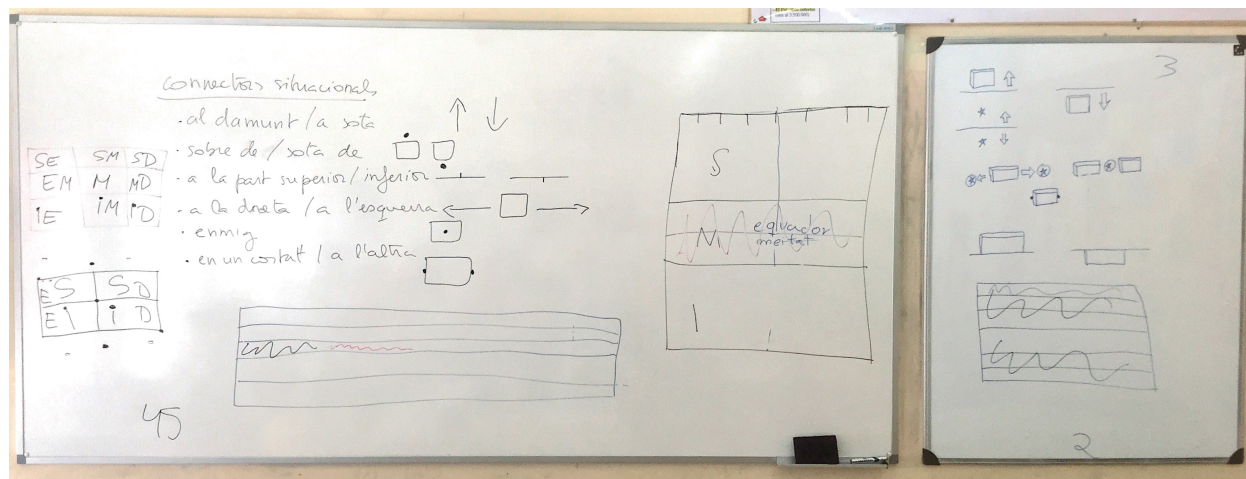 connectors situacionals
· al damunt / a sota
· sobre de / sota de
· a la part superior / inferior
· a la dreta / a l'esquerra
· enmig
· en un costat / a l'altra
SE SM SD
EM M MD
IE IM ID
ES SD
EI ID
45
S
M equador
meitat
I
3
2